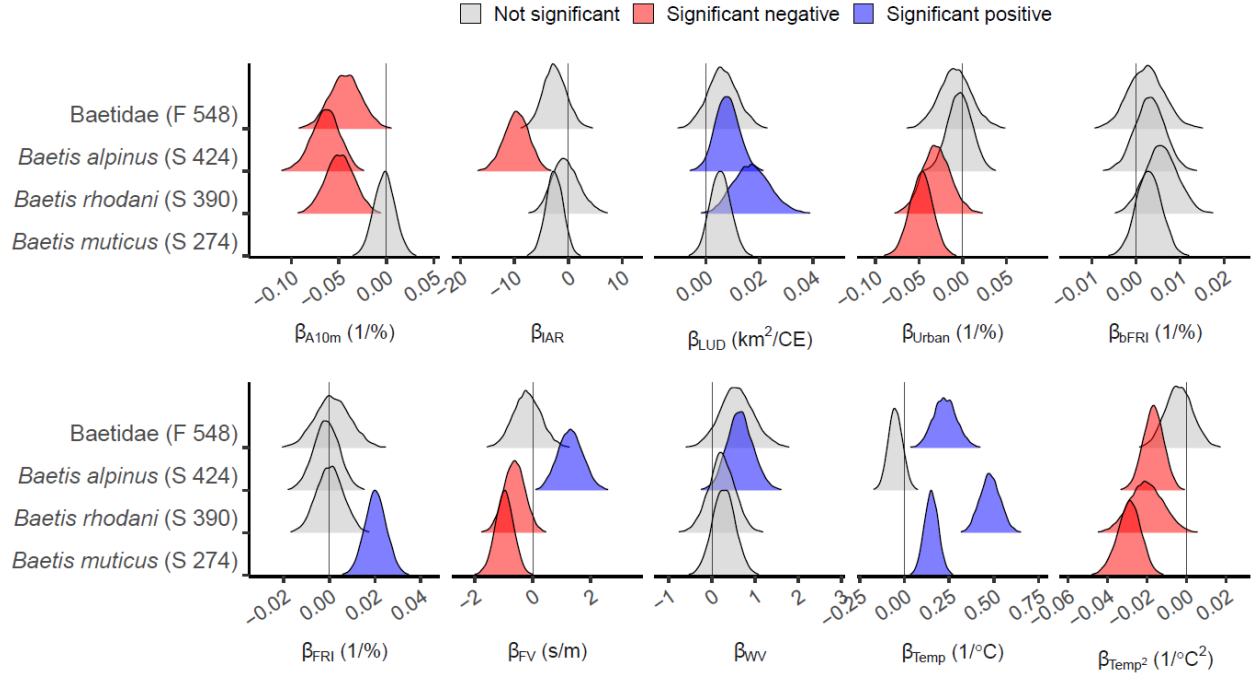 Not significant Significant negative Significant positive
Baetidae (F 548)
Baetis alpinus (S 424)
Baetis rhodani (S 390)
Baetis muticus (S 274)
−0.10 −0.05 0.00 0.05 −20 −10 0 10 0.00 0.02 0.04 −0.10 −0.05 0.00 0.05 −0.01 0.00 0.01 0.02
βA10m (1/%) βIAR βLUD (km²/CE) βUrban (1/%) βbFRI (1/%)
Baetidae (F 548)
Baetis alpinus (S 424)
Baetis rhodani (S 390)
Baetis muticus (S 274)
−0.02 0.00 0.02 0.04 −2 0 2 −1 0 1 2 3 −0.25 0.00 0.25 0.50 0.75 −0.06 −0.04 −0.02 0.00 0.02
βFRI (1/%) βFV (s/m) βWV βTemp (1/°C) βTemp² (1/°C²)